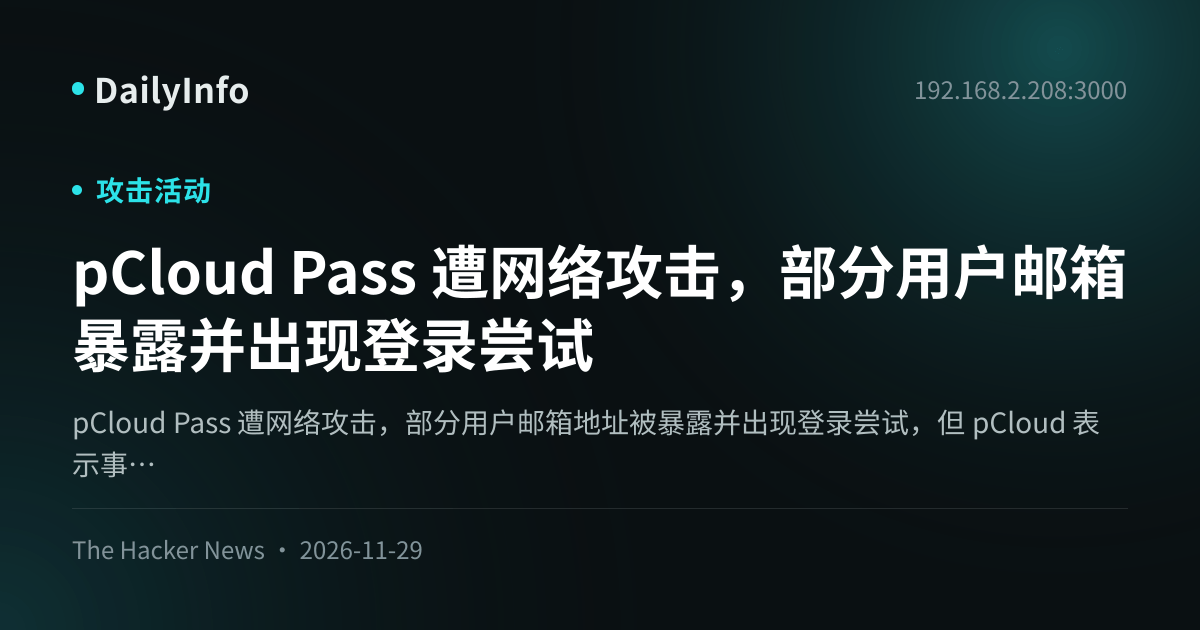 DailyInfo
192.168.2.208:3000
攻击活动
pCloud Pass 遭网络攻击，部分用户邮箱
暴露并出现登录尝试
pCloud Pass 遭网络攻击，部分用户邮箱地址被暴露并出现登录尝试，但 pCloud 表
示事…
The Hacker News · 2026-11-29